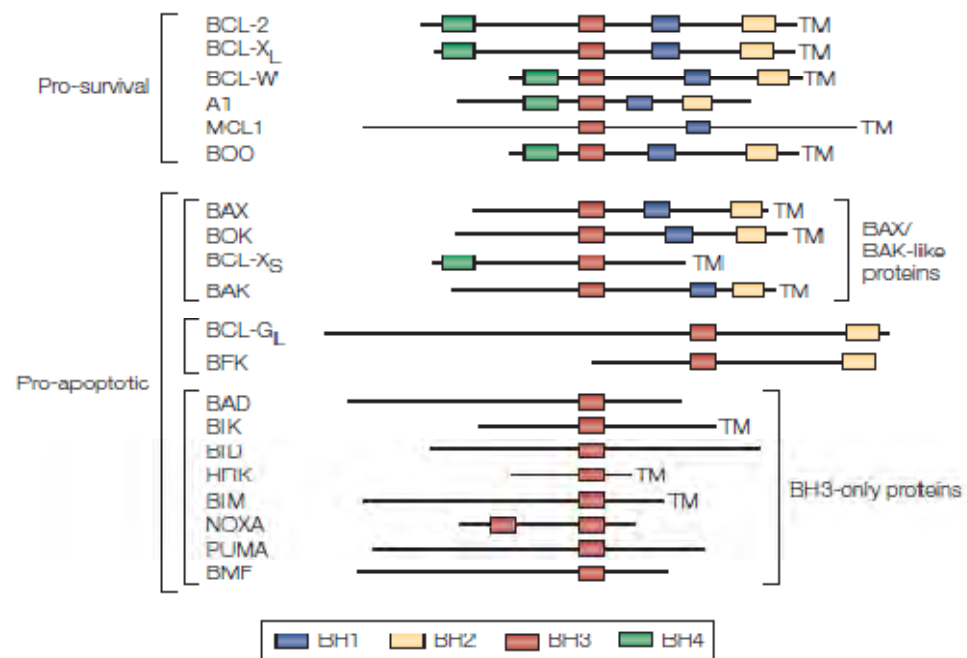 BCL-2 TM
BCL-XL TM
Pro-survival
BCL-W TM
A1
MCL1 TM
BOO TM
BAX TM
BOK TM
BCL-XS TM
BAK TM
BAX/
BAK-like
proteins
BCL-GL
BFK
Pro-apoptotic
BAD
BIK TM
BID
HRK TM
BIM TM
NOXA
PUMA
BMF
BH3-only proteins
BH1 BH2 BH3 BH4